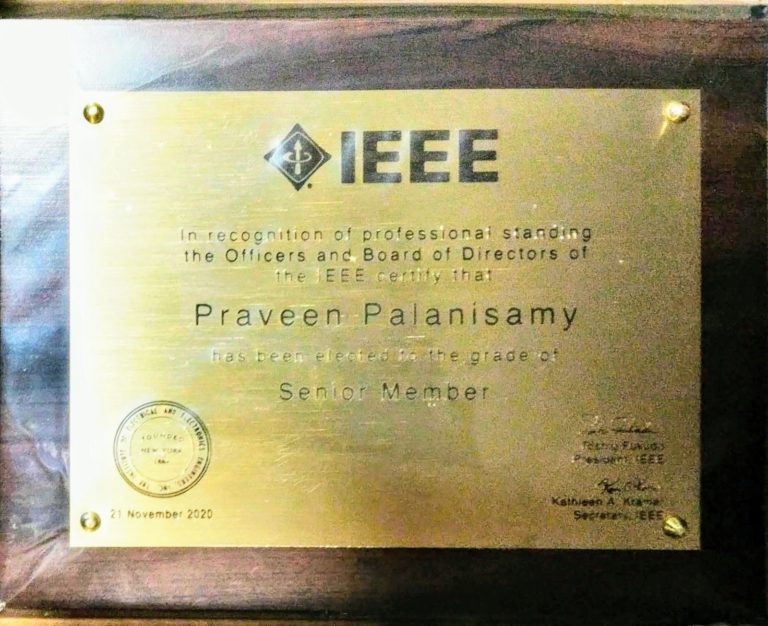 IEEE
In recognition of professional standing
the Officers and Board of Directors of
the IEEE certify that
Praveen Palanisamy
has been elected to the grade of
Senior Member
THE INSTITUTE OF ELECTRICAL AND ELECTRONICS ENGINEERS, INC.
FOUNDED
NEW YORK
1884
21 November 2020
Toshio Fukuda
President, IEEE
Kathleen A. Kramer
Secretary, IEEE